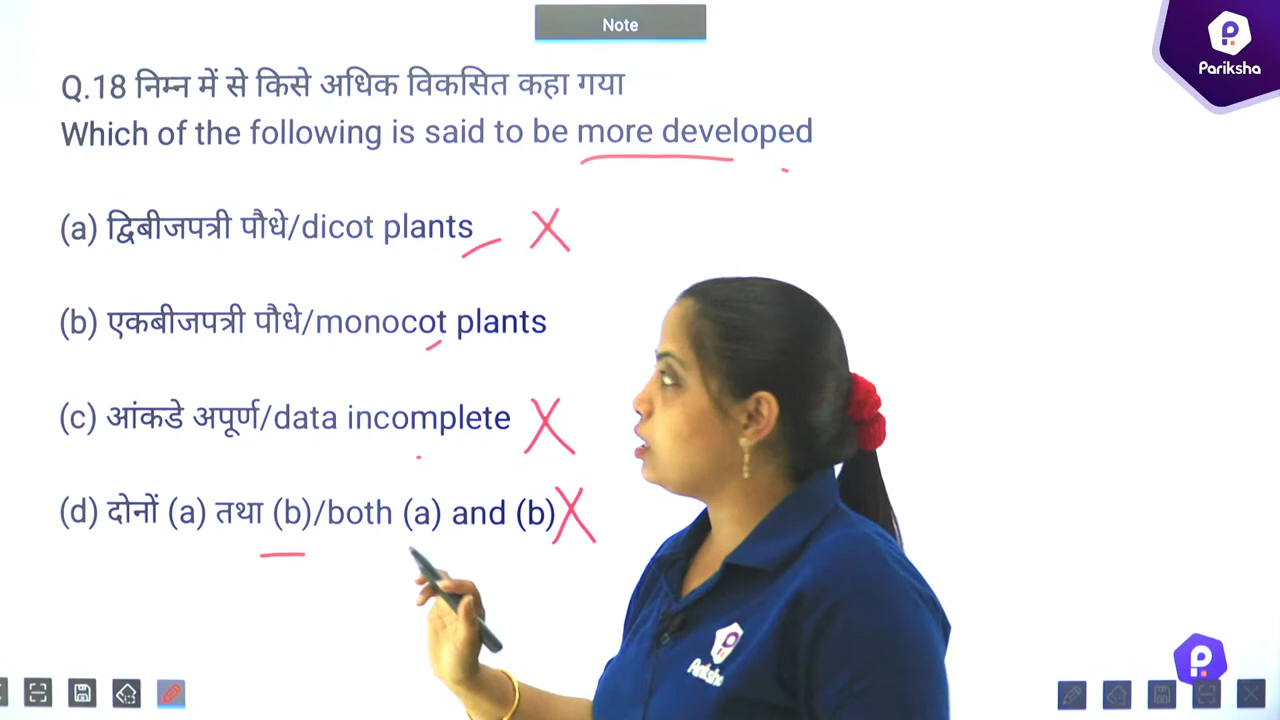 Note
Pariksha
Q.18 निम्न में से किसे अधिक विकसित कहा गया
Which of the following is said to be more developed
(a) द्विबीजपत्री पौधे/dicot plants
(b) एकबीजपत्री पौधे/monocot plants
(c) आंकडे अपूर्ण/data incomplete
(d) दोनों (a) तथा (b)/both (a) and (b)
Pariksha